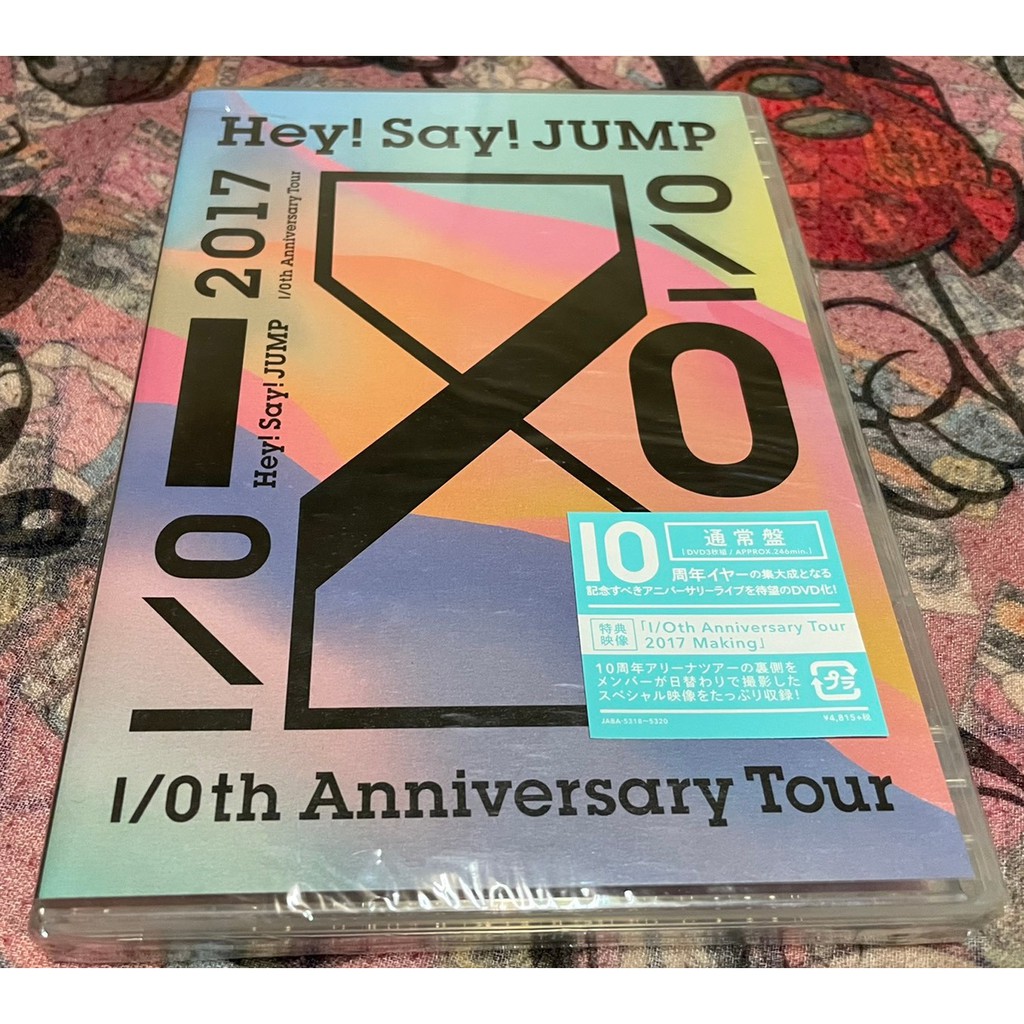 Hey! Say! JUMP
I/O
2017
Hey! Say! JUMP
I/0th Anniversary Tour
I/O
10
通常盤
[DVD3枚組 / APPROX.246min.]
周年イヤーの集大成となる
記念すべきアニバーサリーライブを待望のDVD化!
特典
映像
「I/Oth Anniversary Tour
2017 Making」
10周年アリーナツアーの裏側を
メンバーが日替わりで撮影した
スペシャル映像をたっぷり収録!
プラ
JABA-5318〜5320
¥4,815+税
I/0th Anniversary Tour